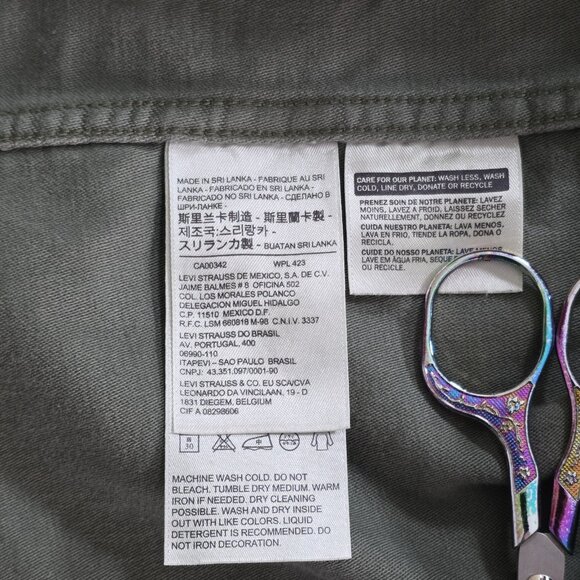 MADE IN SRI LANKA - FABRIQUE AU SRI
LANKA - FABRICADO EN SRI LANKA -
FABRICADO NO SRI LANKA - СДЕЛАНО В
ШРИ-ЛАНКЕ -
斯里兰卡制造 - 斯里蘭卡製 -
제조국:스리랑카 -
スリランカ製 - BUATAN SRI LANKA
CA00342 WPL 423
LEVI STRAUSS DE MEXICO, S.A. DE C.V.
JAIME BALMES # 8 OFICINA 502
COL. LOS MORALES POLANCO
DELEGACION MIGUEL HIDALGO
C.P. 11510 MEXICO D.F.
R.F.C. LSM 660818 M-98 C.N.I.V. 3337
LEVI STRAUSS DO BRASIL
AV. PORTUGAL, 400
06990-110
ITAPEVI – SAO PAULO BRASIL
CNPJ: 43.351.097/0001-90
LEVI STRAUSS & CO. EU SCA/CVA
LEONARDO DA VINCILAAN, 19 - D
1831 DIEGEM, BELGIUM
CIF A 08298606
30
MACHINE WASH COLD. DO NOT
BLEACH. TUMBLE DRY MEDIUM. WARM
IRON IF NEEDED. DRY CLEANING
POSSIBLE. WASH AND DRY INSIDE
OUT WITH LIKE COLORS. LIQUID
DETERGENT IS RECOMMENDED. DO
NOT IRON DECORATION
CARE FOR OUR PLANET: WASH LESS, WASH
COLD, LINE DRY, DONATE OR RECYCLE
PRENEZ SOIN DE NOTRE PLANETE: LAVEZ
MOINS, LAVEZ A FROID, LAISSEZ SECHER
NATURELLEMENT, DONNEZ OU RECYCLEZ
CUIDA NUESTRO PLANETA: LAVA MENOS,
LAVA EN FRIO, TIENDE LA ROPA, DONA O
RECICLA.
CUIDE DO NOSSO PLANETA: LAVE MENOS,
LAVE EM ÁGUA FRIA, SEQUE
RECICLE.